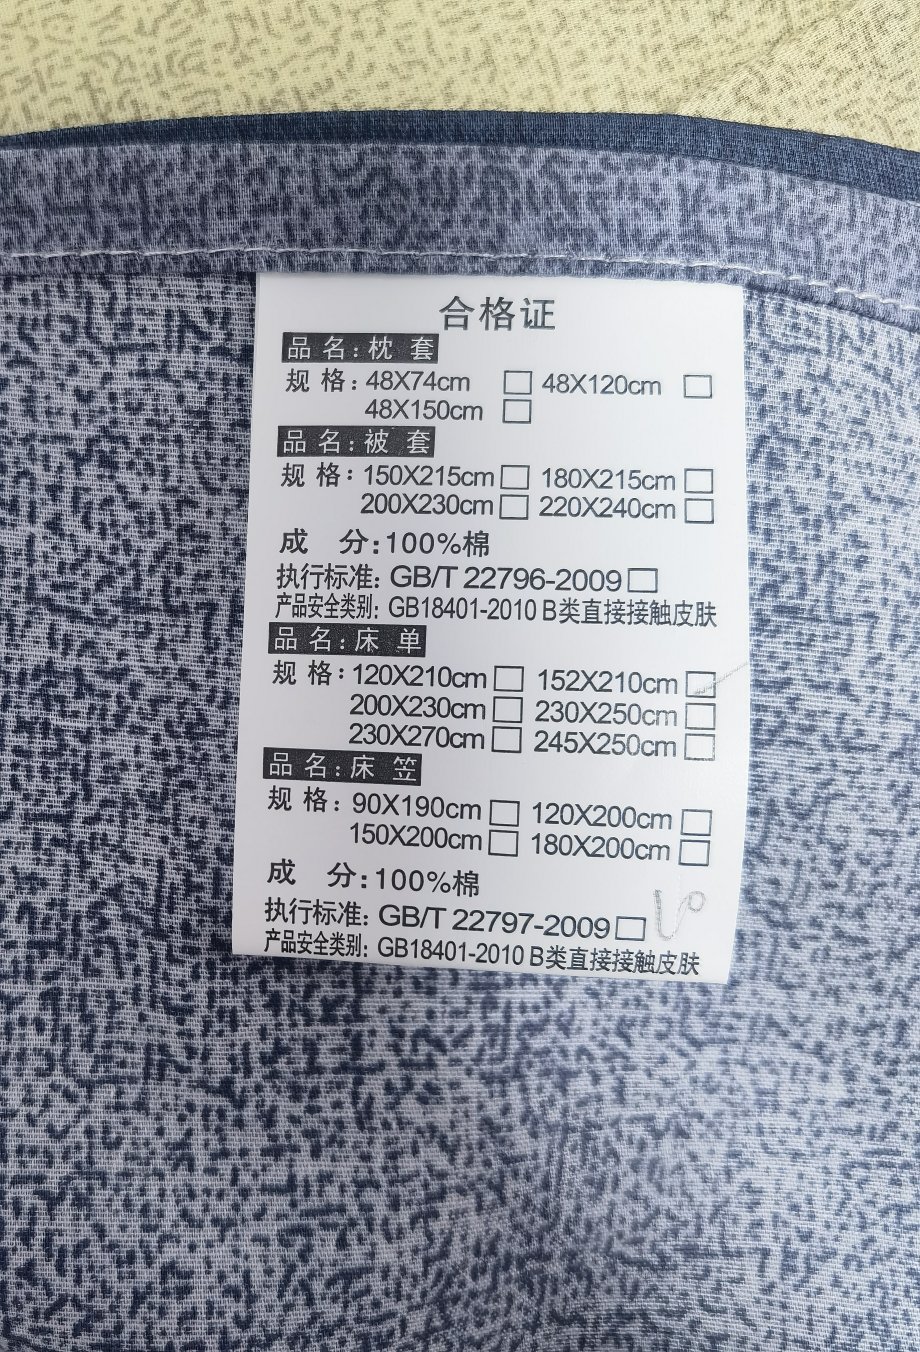 合格证
品 名:枕 套
规 格:48X74cm □ 48X120cm □
48X150cm □
品 名:被 套
规 格:150X215cm □ 180X215cm □
200X230cm □ 220X240cm □
成 分:100%棉
执行标准: GB/T 22796-2009 □
产品安全类别: GB18401-2010 B类直接接触皮肤
品 名:床 单
规 格:120X210cm □ 152X210cm □
200X230cm □ 230X250cm □
230X270cm □ 245X250cm □
品 名:床 笠
规 格: 90X190cm □ 120X200cm □
150X200cm □ 180X200cm □
成 分:100%棉
执行标准: GB/T 22797-2009 □
产品安全类别: GB18401-2010 B类直接接触皮肤